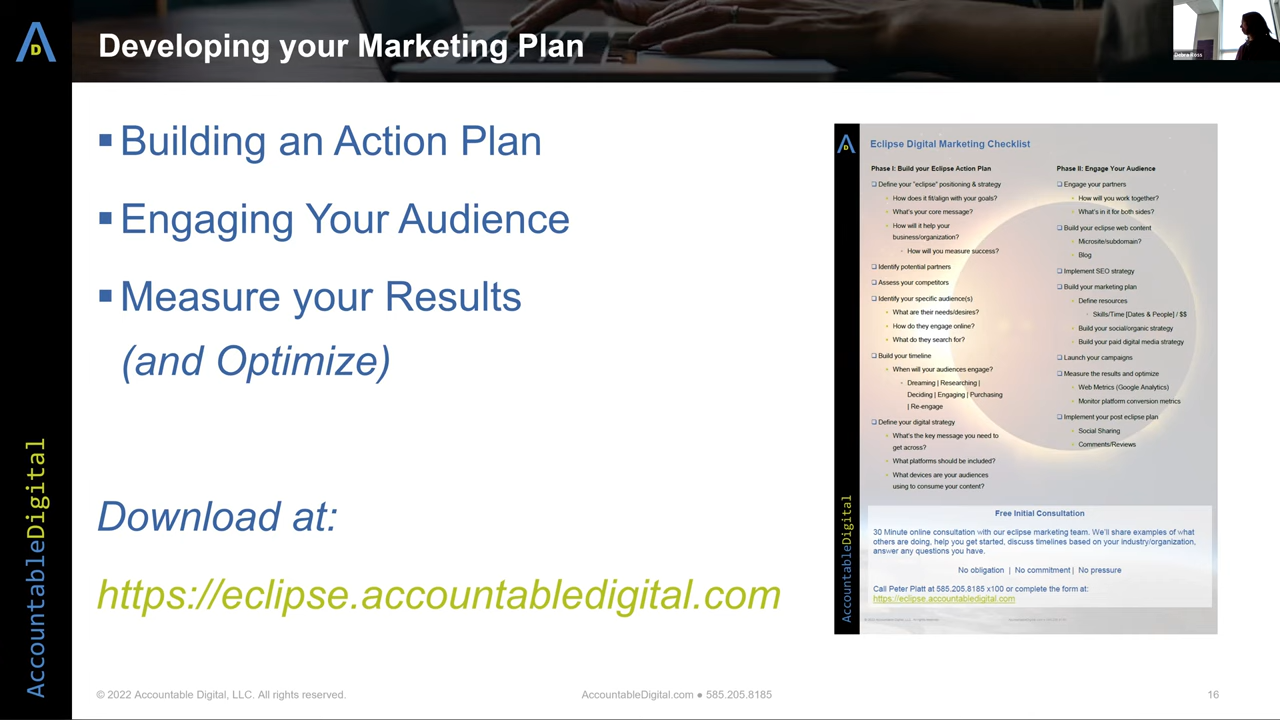 Developing your Marketing Plan
Debra Ross
▪ Building an Action Plan
▪ Engaging Your Audience
▪ Measure your Results
(and Optimize)
Download at:
https://eclipse.accountabledigital.com
AccountableDigital
Eclipse Digital Marketing Checklist
Phase I: Build your Eclipse Action Plan
❑ Define your "eclipse" positioning & strategy
• How does it fit/align with your goals?
• What's your core message?
• How will it help your
business/organization?
• How will you measure success?
❑ Identify potential partners
❑ Assess your competitors
❑ Identify your specific audience(s)
• What are their needs/desires?
• How do they engage online?
• What do they search for?
❑ Build your timeline
• When will your audiences engage?
• Dreaming | Researching |
Deciding | Engaging | Purchasing
| Re-engage
❑ Define your digital strategy
• What's the key message you need to
get across?
• What platforms should be included?
• What devices are your audiences
using to consume your content?
Phase II: Engage Your Audience
❑ Engage your partners
• How will you work together?
• What's in it for both sides?
❑ Build your eclipse web content
• Microsite/subdomain?
• Blog
❑ Implement SEO strategy
❑ Build your marketing plan
• Define resources
• Skills/Time [Dates & People] / $$
• Build your social/organic strategy
• Build your paid digital media strategy
❑ Launch your campaigns
❑ Measure the results and optimize
• Web Metrics (Google Analytics)
• Monitor platform conversion metrics
❑ Implement your post eclipse plan
• Social Sharing
• Comments/Reviews
Free Initial Consultation
30 Minute online consultation with our eclipse marketing team. We'll share examples of what
others are doing, help you get started, discuss timelines based on your industry/organization,
answer any questions you have.
No obligation | No commitment | No pressure
Call Peter Platt at 585.205.8185 x100 or complete the form at:
https://eclipse.accountabledigital.com
AccountableDigital
© 2022 Accountable Digital, LLC. All rights reserved.
AccountableDigital.com ● 585.205.8185
16